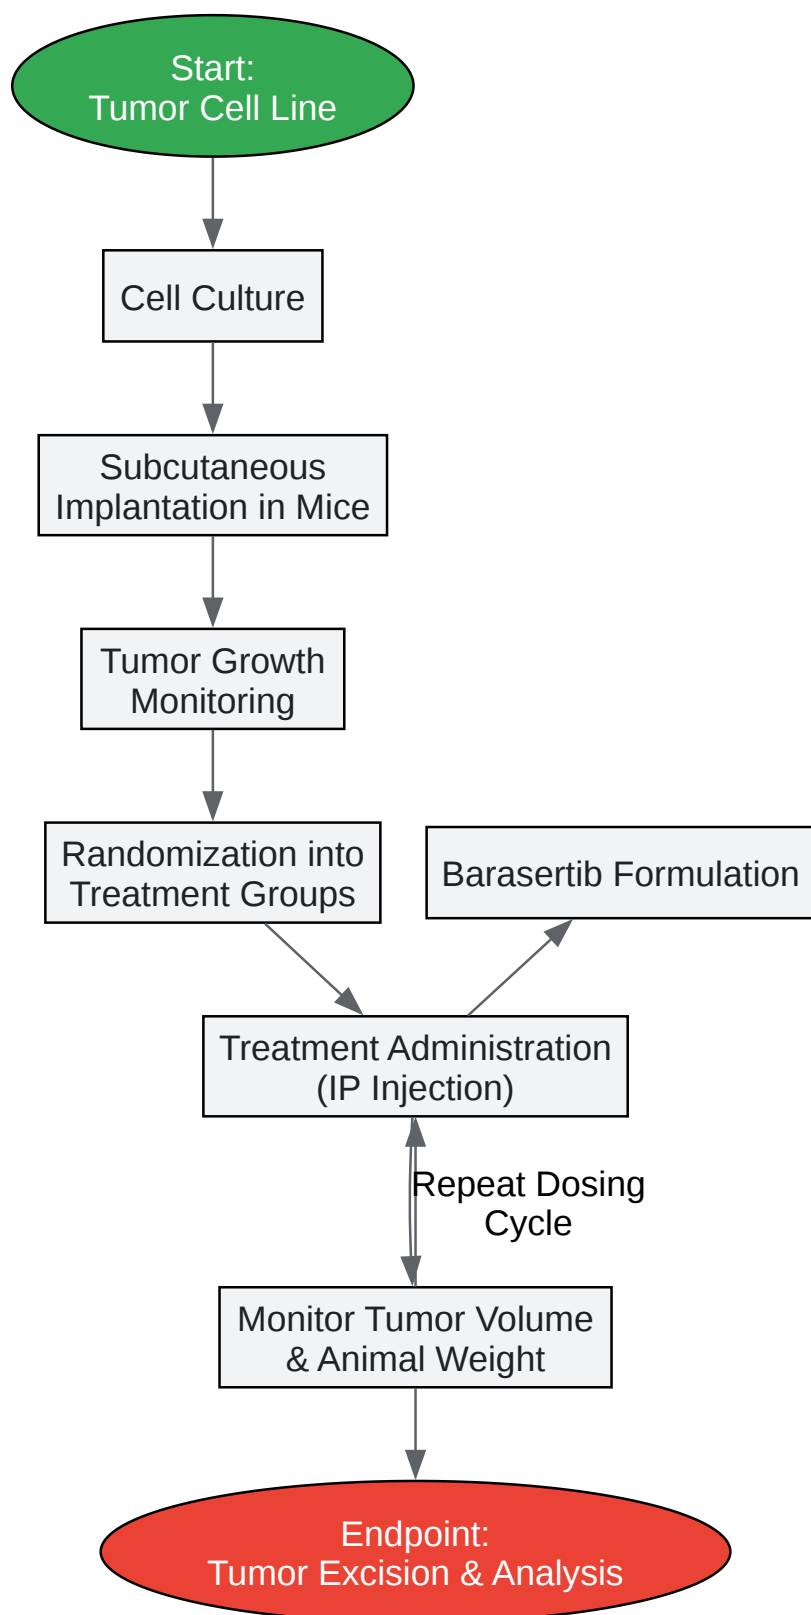 Start:
Tumor Cell Line
Cell Culture
Subcutaneous
Implantation in Mice
Tumor Growth
Monitoring
Randomization into
Treatment Groups
Barasertib Formulation
Treatment Administration
(IP Injection)
Repeat Dosing
Cycle
Monitor Tumor Volume
& Animal Weight
Endpoint:
Tumor Excision & Analysis